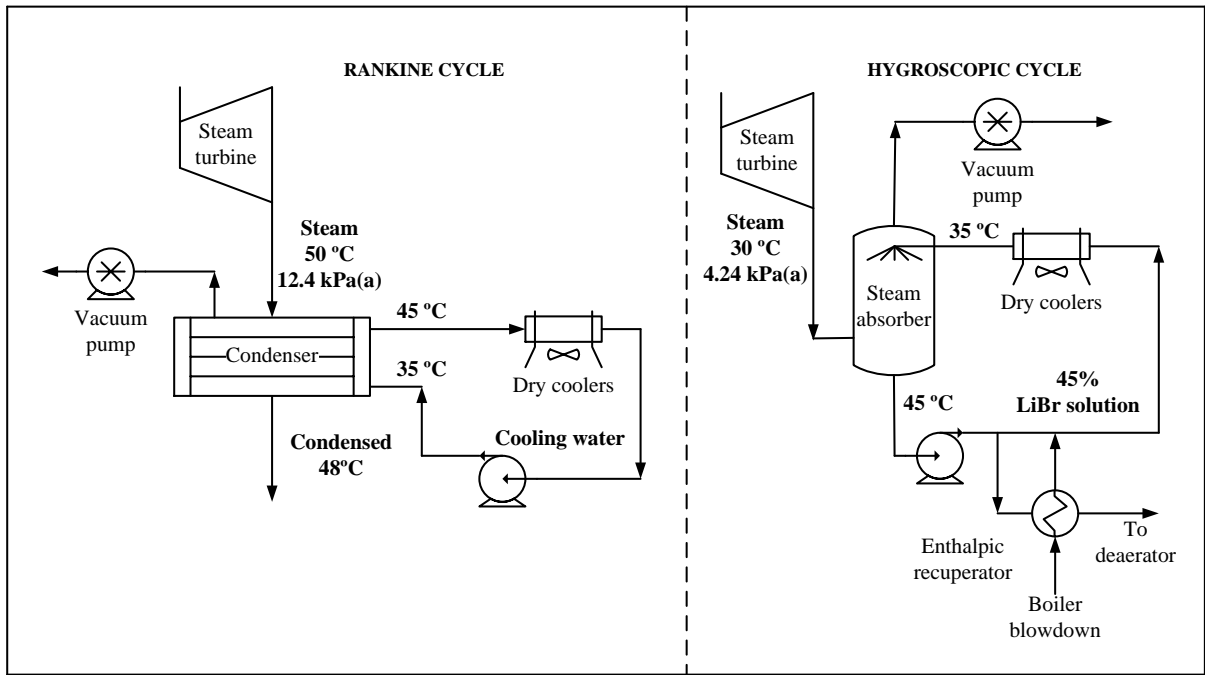 RANKINE CYCLE
Steam
turbine
Steam
50 ºC
12.4 kPa(a)
Vacuum
pump
Condenser
45 ºC
35 ºC
Dry coolers
Condensed
48ºC
Cooling water
HYGROSCOPIC CYCLE
Steam
turbine
Vacuum
pump
Steam
30 ºC
4.24 kPa(a)
35 ºC
Steam
absorber
Dry coolers
45 ºC
45%
LiBr solution
Enthalpic
recuperator
To
deaerator
Boiler
blowdown